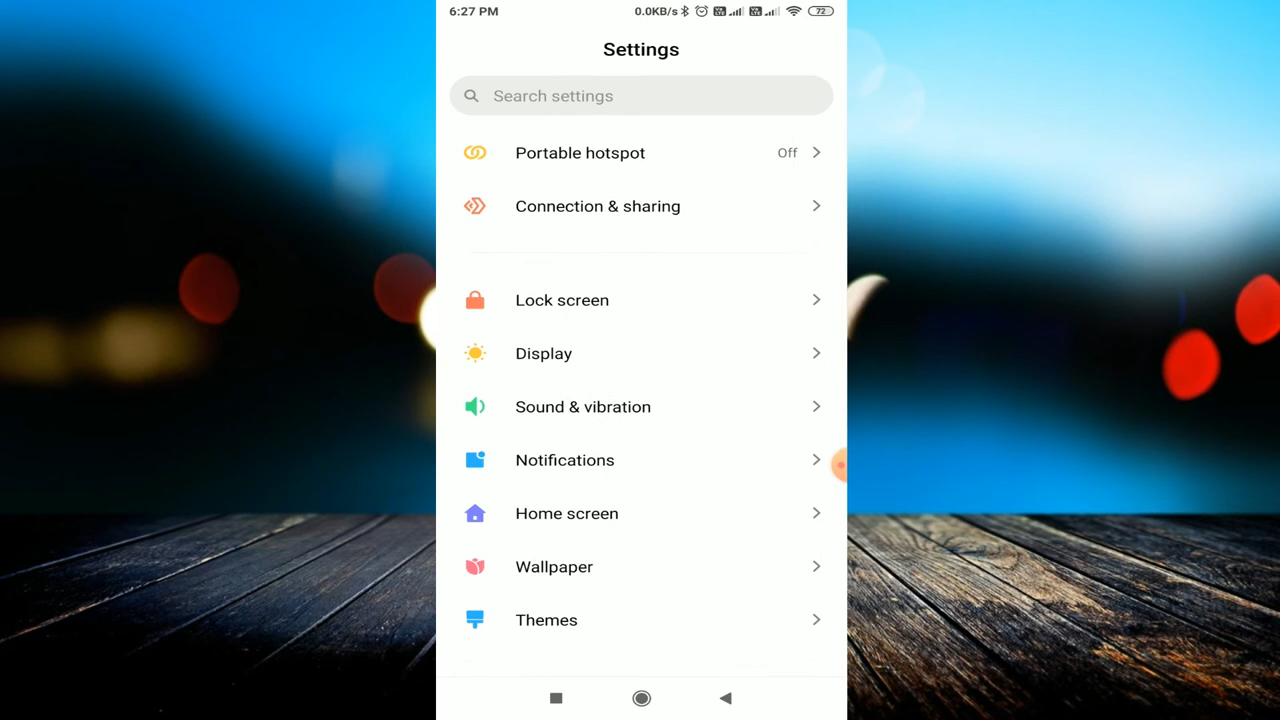 6:27 PM 0.0KB/s 72
Settings
Search settings
Portable hotspot Off
Connection & sharing
Lock screen
Display
Sound & vibration
Notifications
Home screen
Wallpaper
Themes